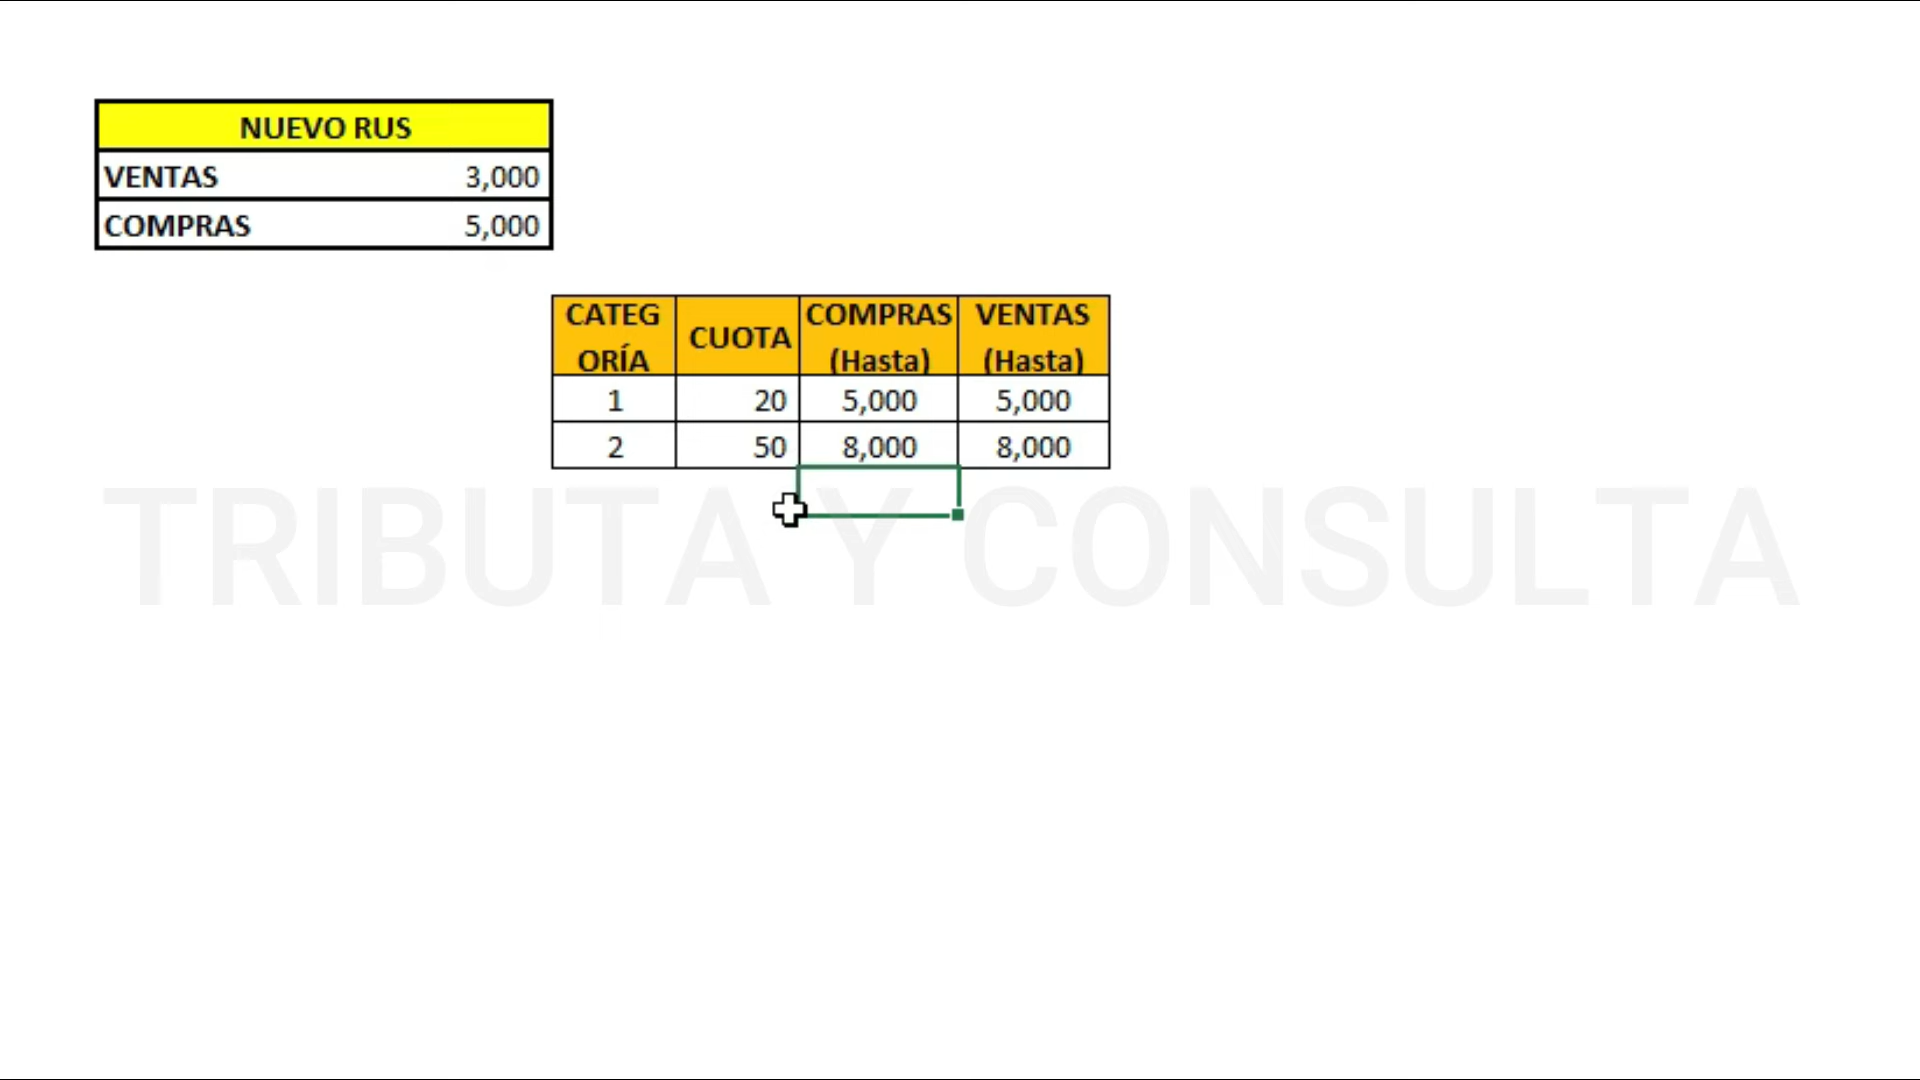 NUEVO RUS
VENTAS 3,000
COMPRAS 5,000
CATEG
ORÍA CUOTA COMPRAS
(Hasta) VENTAS
(Hasta)
1 20 5,000 5,000
2 50 8,000 8,000
TRIBUTA Y CONSULTA